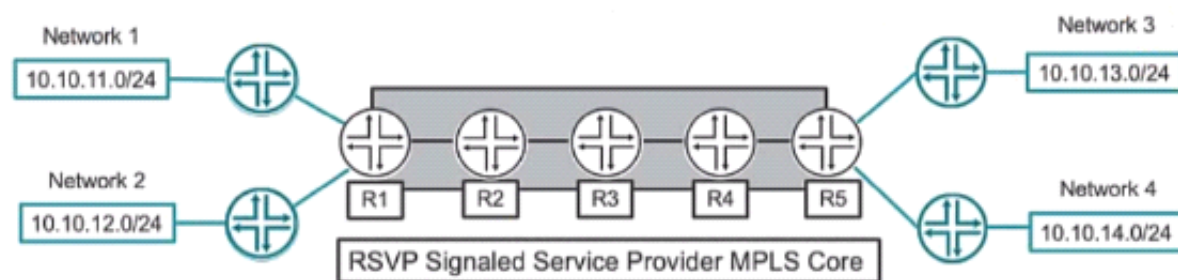 Network 1
10.10.11.0/24
Network 2
10.10.12.0/24
R1
R2
R3
R4
R5
RSVP Signaled Service Provider MPLS Core
Network 3
10.10.13.0/24
Network 4
10.10.14.0/24